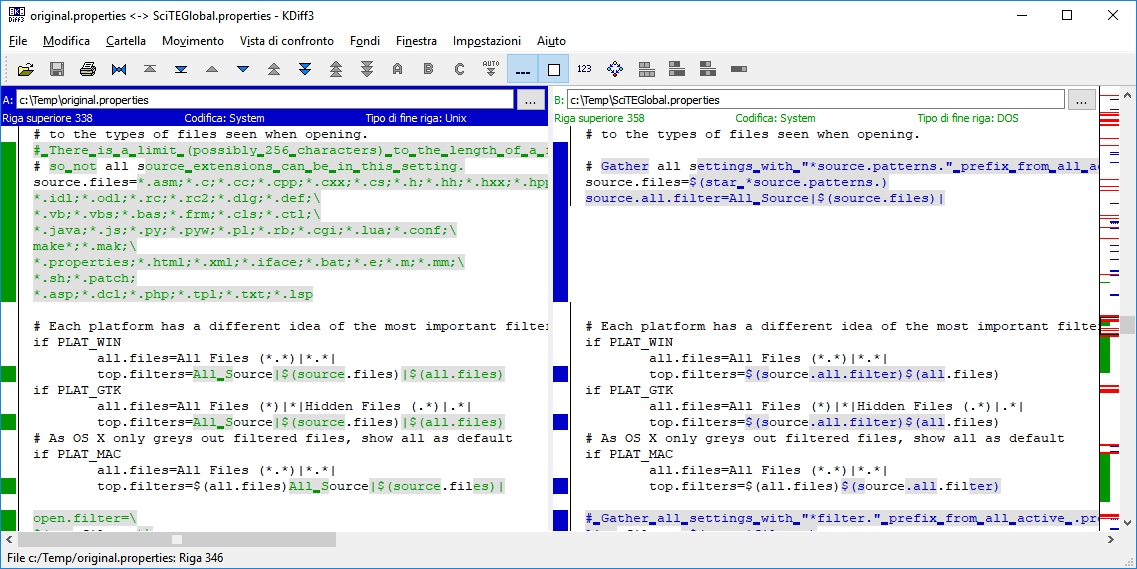 original.properties <-> SciTEGlobal.properties - KDiff3
File Modifica Cartella Movimento Vista di confronto Fondi Finestra Impostazioni Aiuto
A B C AUTO 123
A: c:\Temp\original.properties ...
Riga superiore 338 Codifica: System Tipo di fine riga: Unix
# to the types of files seen when opening.
# There is a limit (possibly 256 characters) to the length of a
# so not all source extensions can be in this setting.
source.files=*.asm;*.c;*.cc;*.cpp;*.cxx;*.cs;*.h;*.hh;*.hxx;*.hpp
*.idl;*.odl;*.rc;*.rc2;*.dlg;*.def;\
*.vb;*.vbs;*.bas;*.frm;*.cls;*.ctl;\
*.java;*.js;*.py;*.pyw;*.pl;*.rb;*.cgi;*.lua;*.conf;\
make*;*.mak;\
*.properties;*.html;*.xml;*.iface;*.bat;*.e;*.m;*.mm;\
*.sh;*.patch;
*.asp;*.dcl;*.php;*.tpl;*.txt;*.lsp
# Each platform has a different idea of the most important filter
if PLAT_WIN
all.files=All Files (*.*)|*.*|
top.filters=All Source|$(source.files)|$(all.files)
if PLAT_GTK
all.files=All Files (*)|*|Hidden Files (.*)|.*|
top.filters=All Source|$(source.files)|$(all.files)
# As OS X only greys out filtered files, show all as default
if PLAT_MAC
all.files=All Files (*.*)|*.*|
top.filters=$(all.files)All Source|$(source.files)|
open.filter=\
B: c:\Temp\SciTEGlobal.properties ...
Riga superiore 358 Codifica: System Tipo di fine riga: DOS
# to the types of files seen when opening.
# Gather all settings with "*source.patterns." prefix from all ac
source.files=$(star *source.patterns.)
source.all.filter=All Source|$(source.files)|
# Each platform has a different idea of the most important filte
if PLAT_WIN
all.files=All Files (*.*)|*.*|
top.filters=$(source.all.filter)$(all.files)
if PLAT_GTK
all.files=All Files (*)|*|Hidden Files (.*)|.*|
top.filters=$(source.all.filter)$(all.files)
# As OS X only greys out filtered files, show all as default
if PLAT_MAC
all.files=All Files (*.*)|*.*|
top.filters=$(all.files)$(source.all.filter)
# Gather all settings with "*filter." prefix from all active .pr
File c:/Temp/original.properties: Riga 346